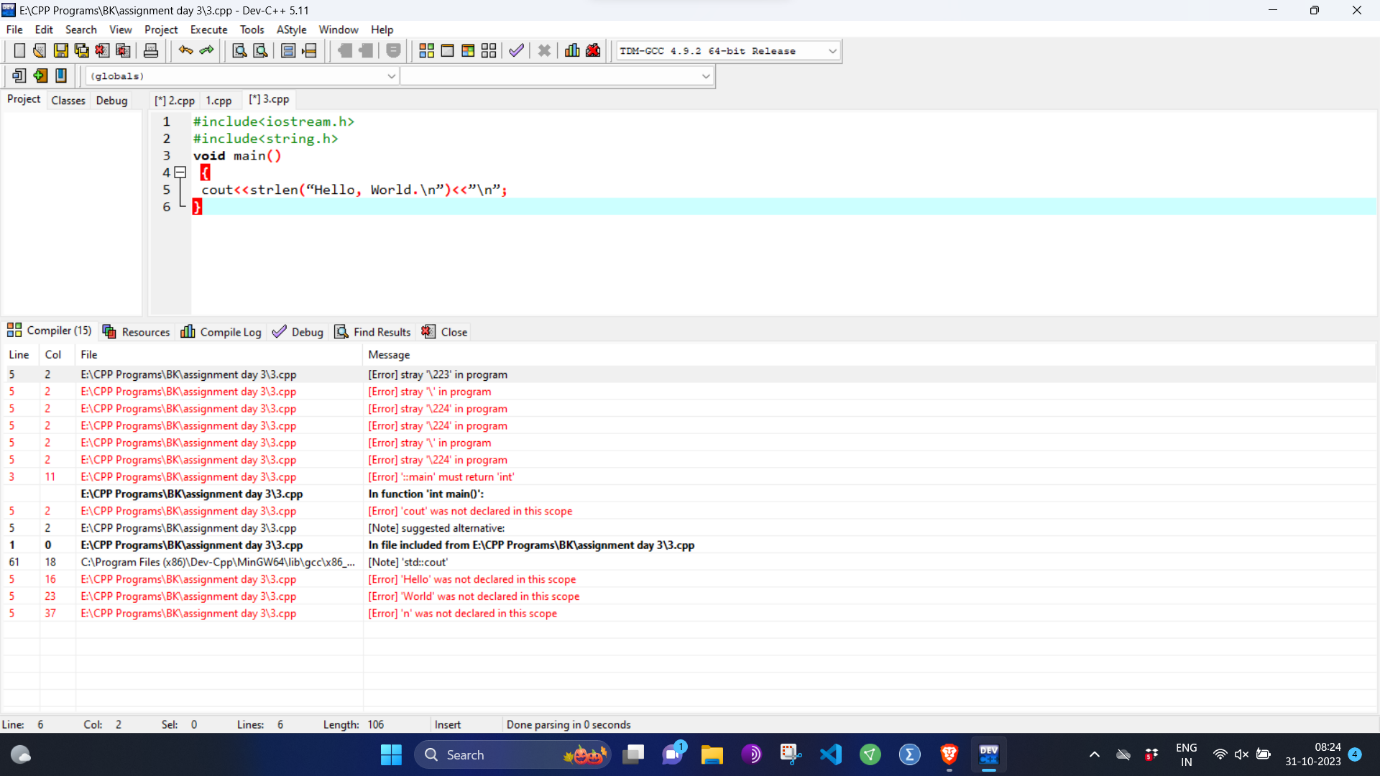 E:\CPP Programs\BK\assignment day 3\3.cpp - Dev-C++ 5.11
File Edit Search View Project Execute Tools AStyle Window Help
TDM-GCC 4.9.2 64-bit Release
(globals)
Project Classes Debug [*] 2.cpp 1.cpp [*] 3.cpp
1 #include<iostream.h>
2 #include<string.h>
3 void main()
4 {
5 cout<<strlen(“Hello, World.\n”)<<”\n”;
6 }
Compiler (15) Resources Compile Log Debug Find Results Close
Line Col File Message
5 2 E:\CPP Programs\BK\assignment day 3\3.cpp [Error] stray '\223' in program
5 2 E:\CPP Programs\BK\assignment day 3\3.cpp [Error] stray '\' in program
5 2 E:\CPP Programs\BK\assignment day 3\3.cpp [Error] stray '\224' in program
5 2 E:\CPP Programs\BK\assignment day 3\3.cpp [Error] stray '\224' in program
5 2 E:\CPP Programs\BK\assignment day 3\3.cpp [Error] stray '\' in program
5 2 E:\CPP Programs\BK\assignment day 3\3.cpp [Error] stray '\224' in program
3 11 E:\CPP Programs\BK\assignment day 3\3.cpp [Error] '::main' must return 'int'
E:\CPP Programs\BK\assignment day 3\3.cpp In function 'int main()':
5 2 E:\CPP Programs\BK\assignment day 3\3.cpp [Error] 'cout' was not declared in this scope
5 2 E:\CPP Programs\BK\assignment day 3\3.cpp [Note] suggested alternative:
1 0 E:\CPP Programs\BK\assignment day 3\3.cpp In file included from E:\CPP Programs\BK\assignment day 3\3.cpp
61 18 C:\Program Files (x86)\Dev-Cpp\MinGW64\lib\gcc\x86_... [Note] 'std::cout'
5 16 E:\CPP Programs\BK\assignment day 3\3.cpp [Error] 'Hello' was not declared in this scope
5 23 E:\CPP Programs\BK\assignment day 3\3.cpp [Error] 'World' was not declared in this scope
5 37 E:\CPP Programs\BK\assignment day 3\3.cpp [Error] 'n' was not declared in this scope
Line: 6 Col: 2 Sel: 0 Lines: 6 Length: 106 Insert Done parsing in 0 seconds
Search 1 DEV ENG 08:24
IN 31-10-2023 4